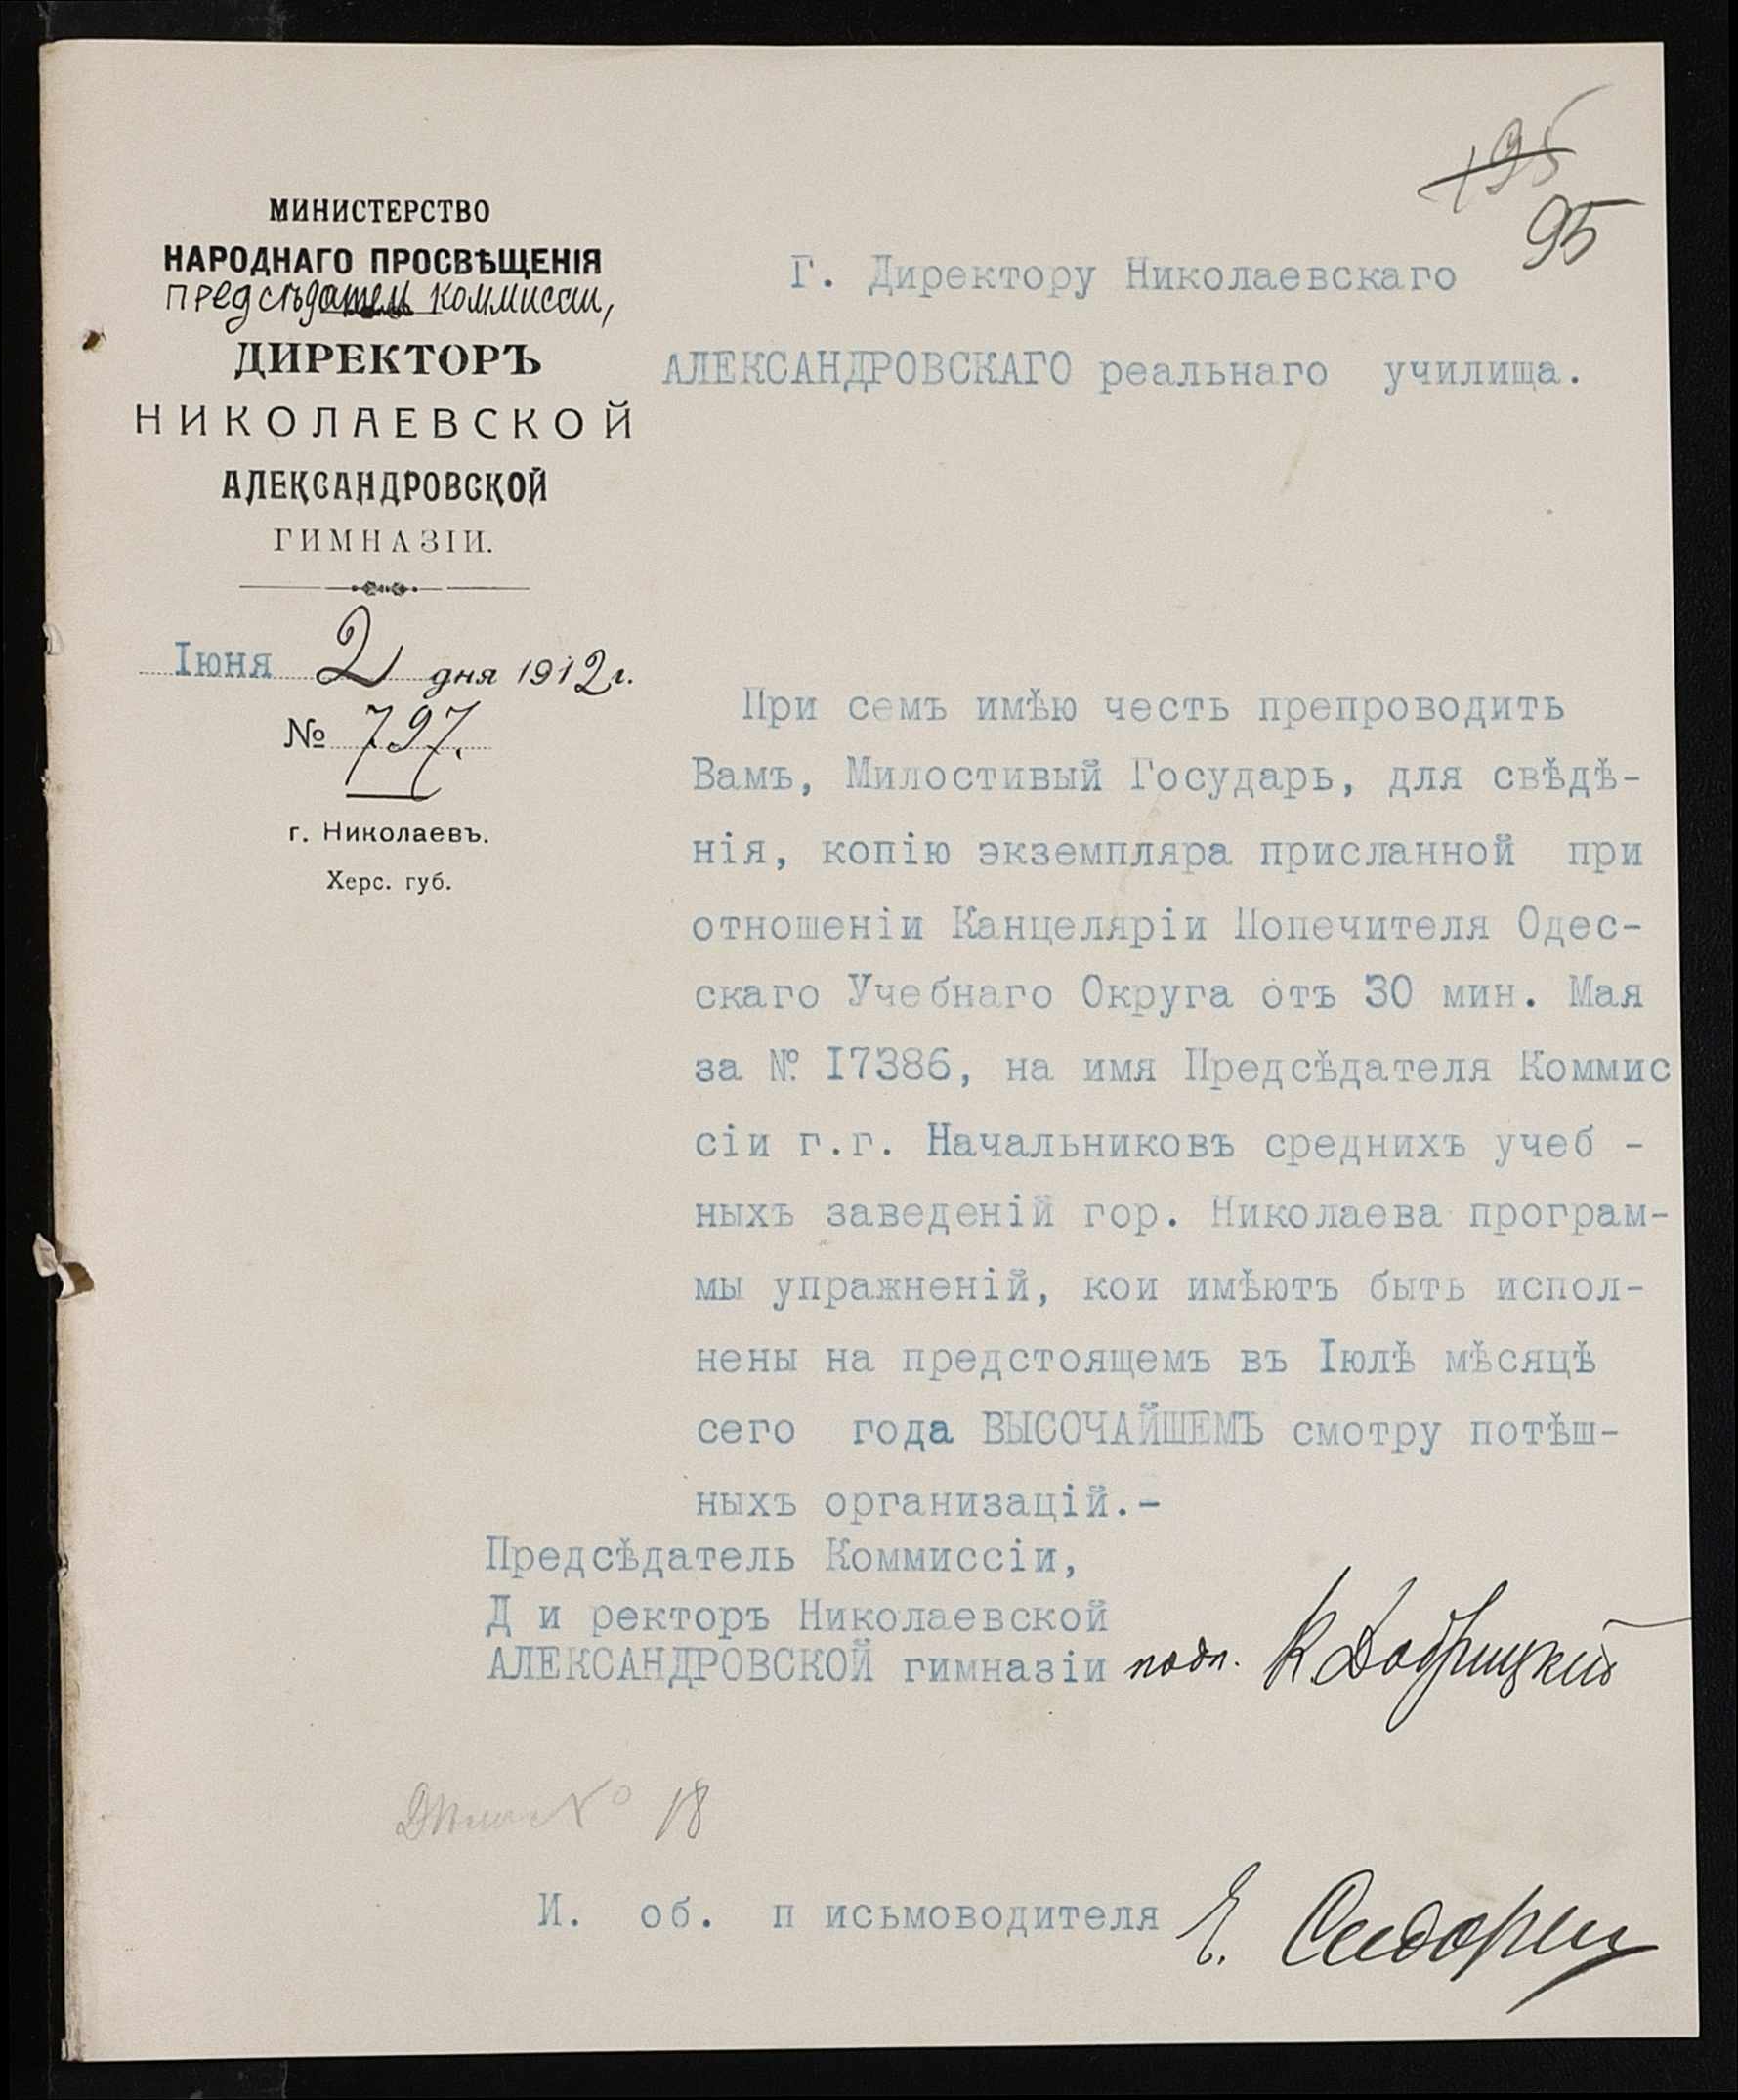 195
95
МИНИСТЕРСТВО
НАРОДНАГО ПРОСВѢЩЕНІЯ
Предсѣдатель коммисіи,
ДИРЕКТОРЪ
НИКОЛАЕВСКОЙ
АЛЕКСАНДРОВСКОЙ
ГИМНАЗІИ.
Іюня 2 дня 1912 г.
№ 797.
г. Николаевъ.
Херс. губ.
Г. Директору Николаевскаго
АЛЕКСАНДРОВСКАГО реальнаго училища.
При семъ имѣю честь препроводить
Вамъ, Милостивый Государь, для свѣдѣ-
нія, копію экземпляра присланной при
отношеніи Канцеляріи Попечителя Одес-
скаго Учебнаго Округа отъ 30 мин. Мая
за № I7386, на имя Предсѣдателя Коммис
сіи г.г. Начальниковъ среднихъ учеб -
ныхъ заведеній гор. Николаева програм-
мы упражненій, кои имѣютъ быть испол-
нены на предстоящемъ въ Іюлѣ мѣсяцѣ
сего года ВЫСОЧАЙШЕМЪ смотру потѣш-
ныхъ организацій.-
Предсѣдатель Коммиссіи,
Д и ректоръ Николаевской
АЛЕКСАНДРОВСКОЙ гимназіи подп. К. Добрицкій
№ 18
И. об. п исьмоводителя Е.